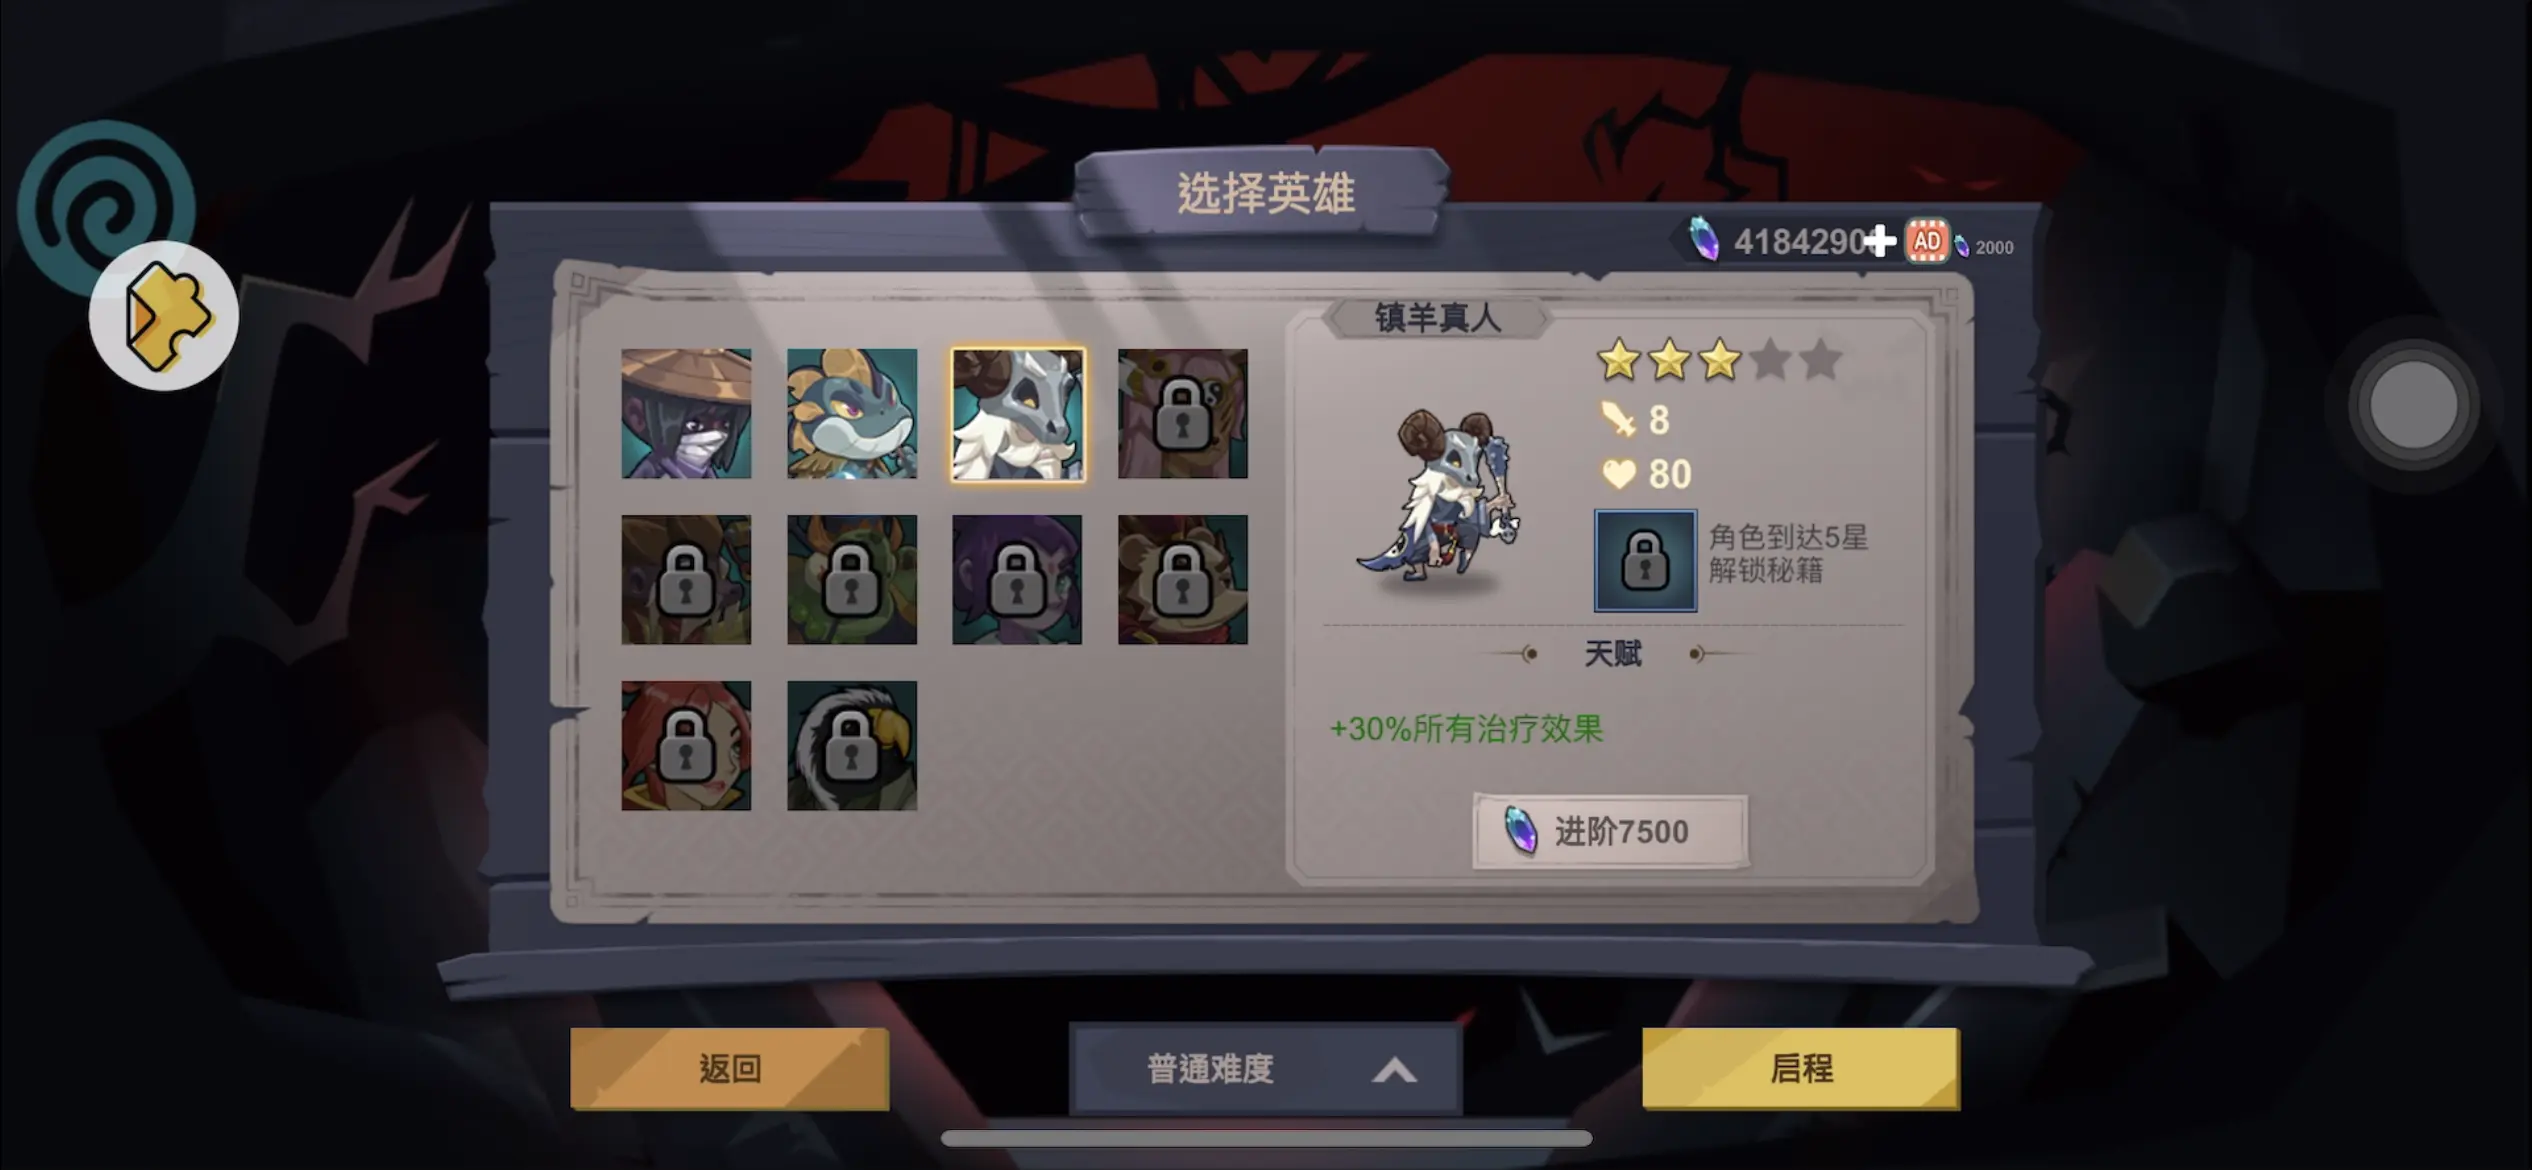 选择英雄
41842900
AD
2000
镇羊真人
8
80
角色到达5星
解锁秘籍
天赋
+30%所有治疗效果
进阶7500
返回
普通难度
启程